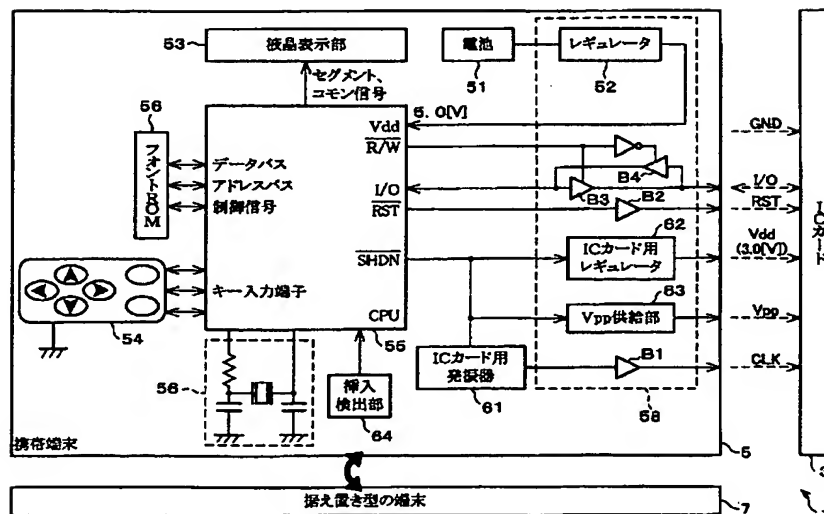 53
液晶表示部
電池
51
レギュレータ
52
セグメント、
コモン信号
5.0[V]
56
フォントROM
データバス
アドレスバス
制御信号
キー入力端子
54
Vdd
R/W
I/O
RST
SHDN
CPU
55
B4
B3
B2
62
ICカード用
レギュレータ
63
Vpp供給部
B1
ICカード用
発振器
61
58
56
挿入
検出部
64
GND
I/O
RST
Vdd
(3.0[V])
Vpp
CLK
ICカード
携帯端末
5
据え置き型の端末
7